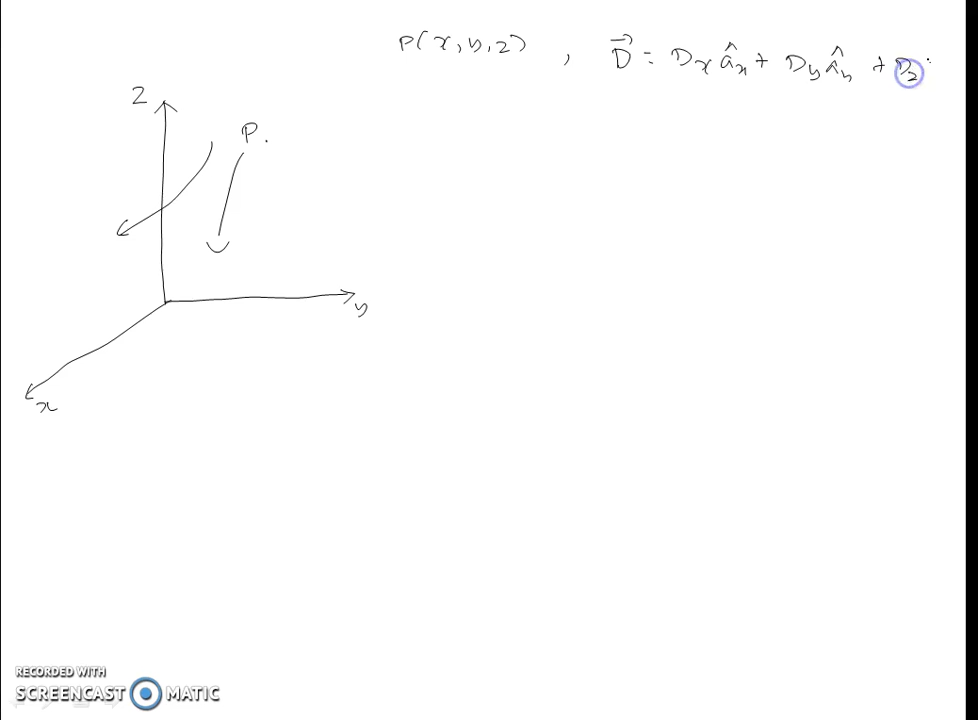 P(x,y,z) , D⃗ = Dx âx + Dy ây + Dz
Z
P.
y
x
RECORDED WITH
SCREENCAST MATIC